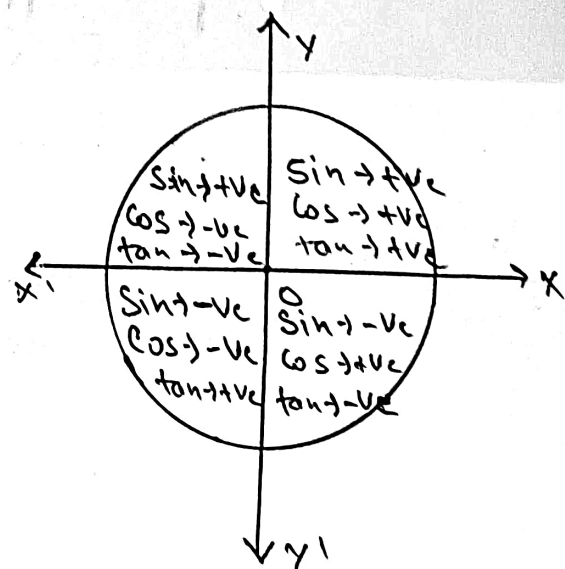 Y
Sin→+ve
Cos→-ve
tan→-ve
Sin→+ve
Cos→+ve
tan→+ve
X'
X
O
Sin→-ve
Cos→-ve
tan→+ve
Sin→-ve
Cos→+ve
tan→-ve
Y'